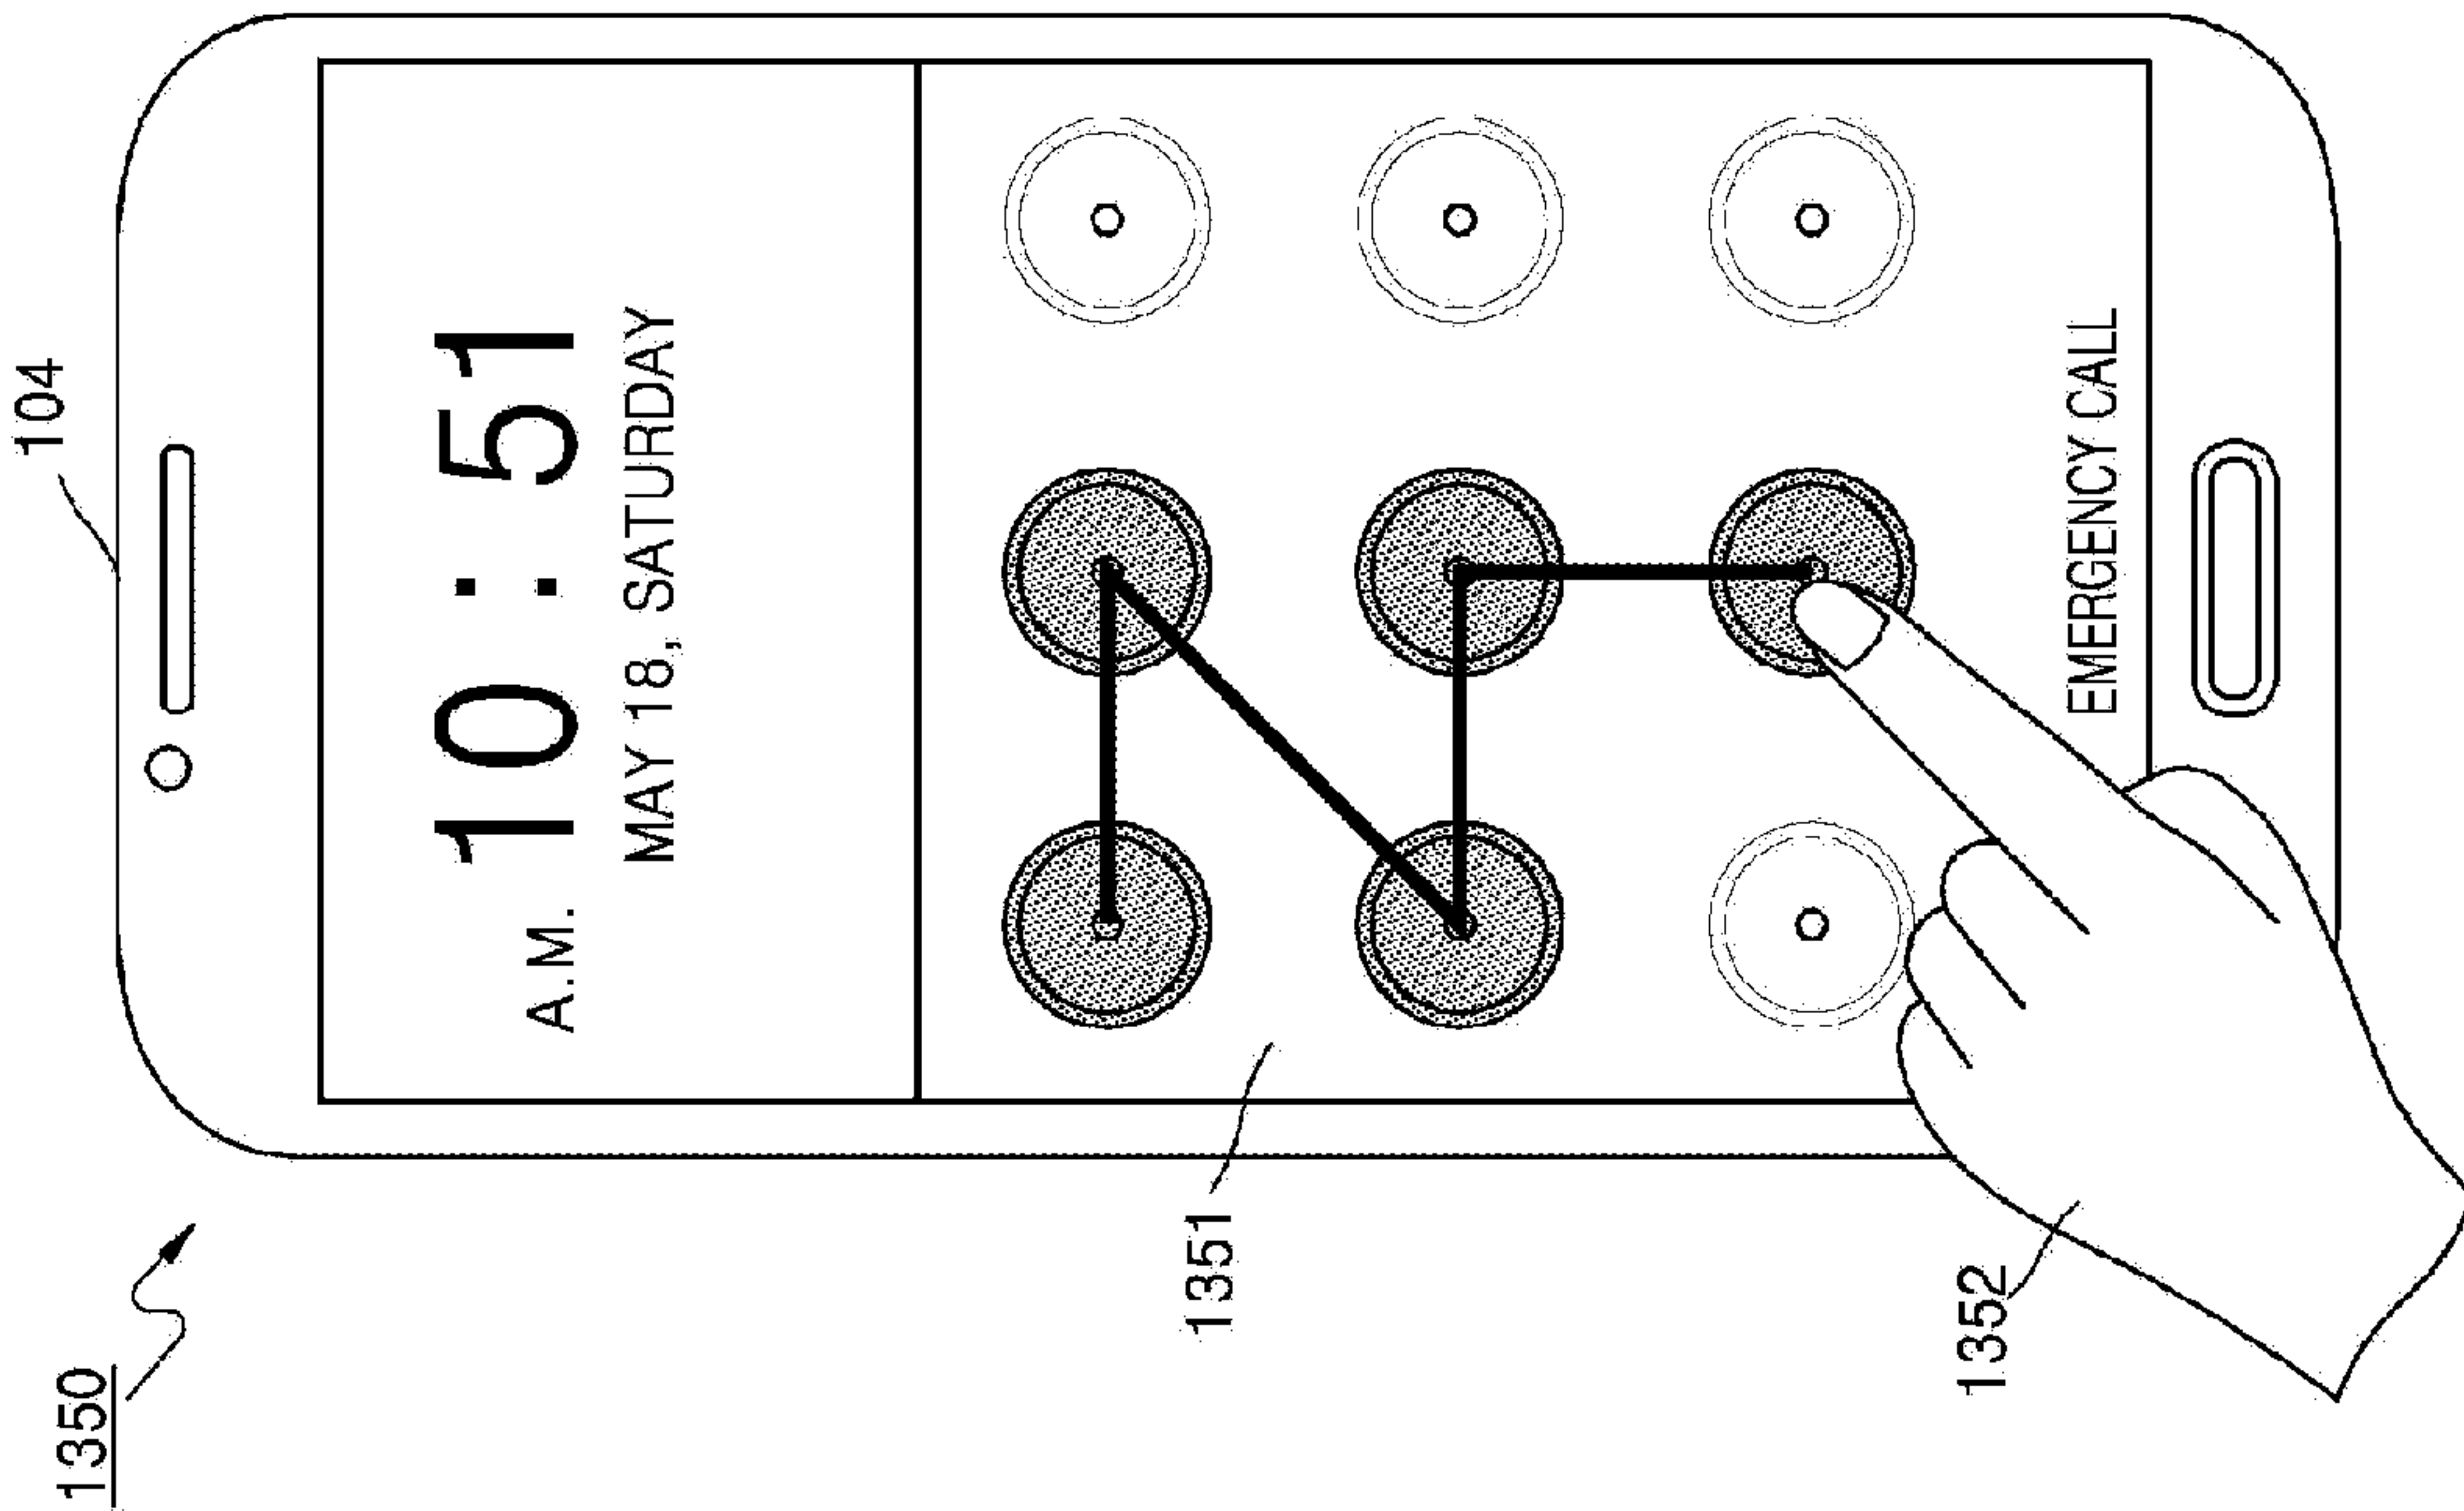 1350
104
A.M. 10 : 51
MAY 18, SATURDAY
1351
1352
EMERGENCY CALL